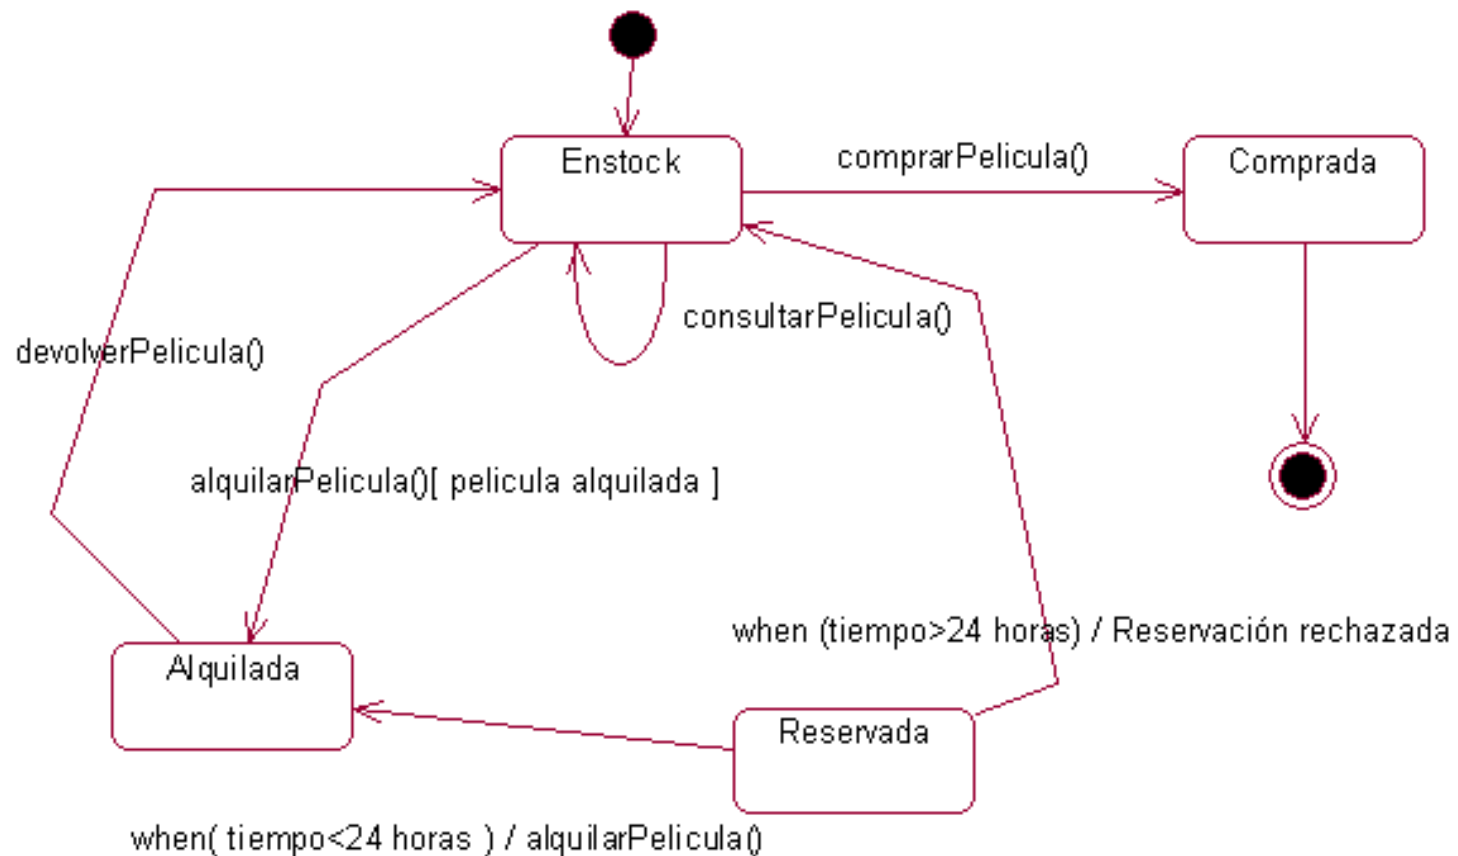 Enstock
comprarPelicula()
Comprada
consultarPelicula()
devolverPelicula()
alquilarPelicula()[ pelicula alquilada ]
when (tiempo>24 horas) / Reservación rechazada
Alquilada
Reservada
when( tiempo<24 horas ) / alquilarPelicula()